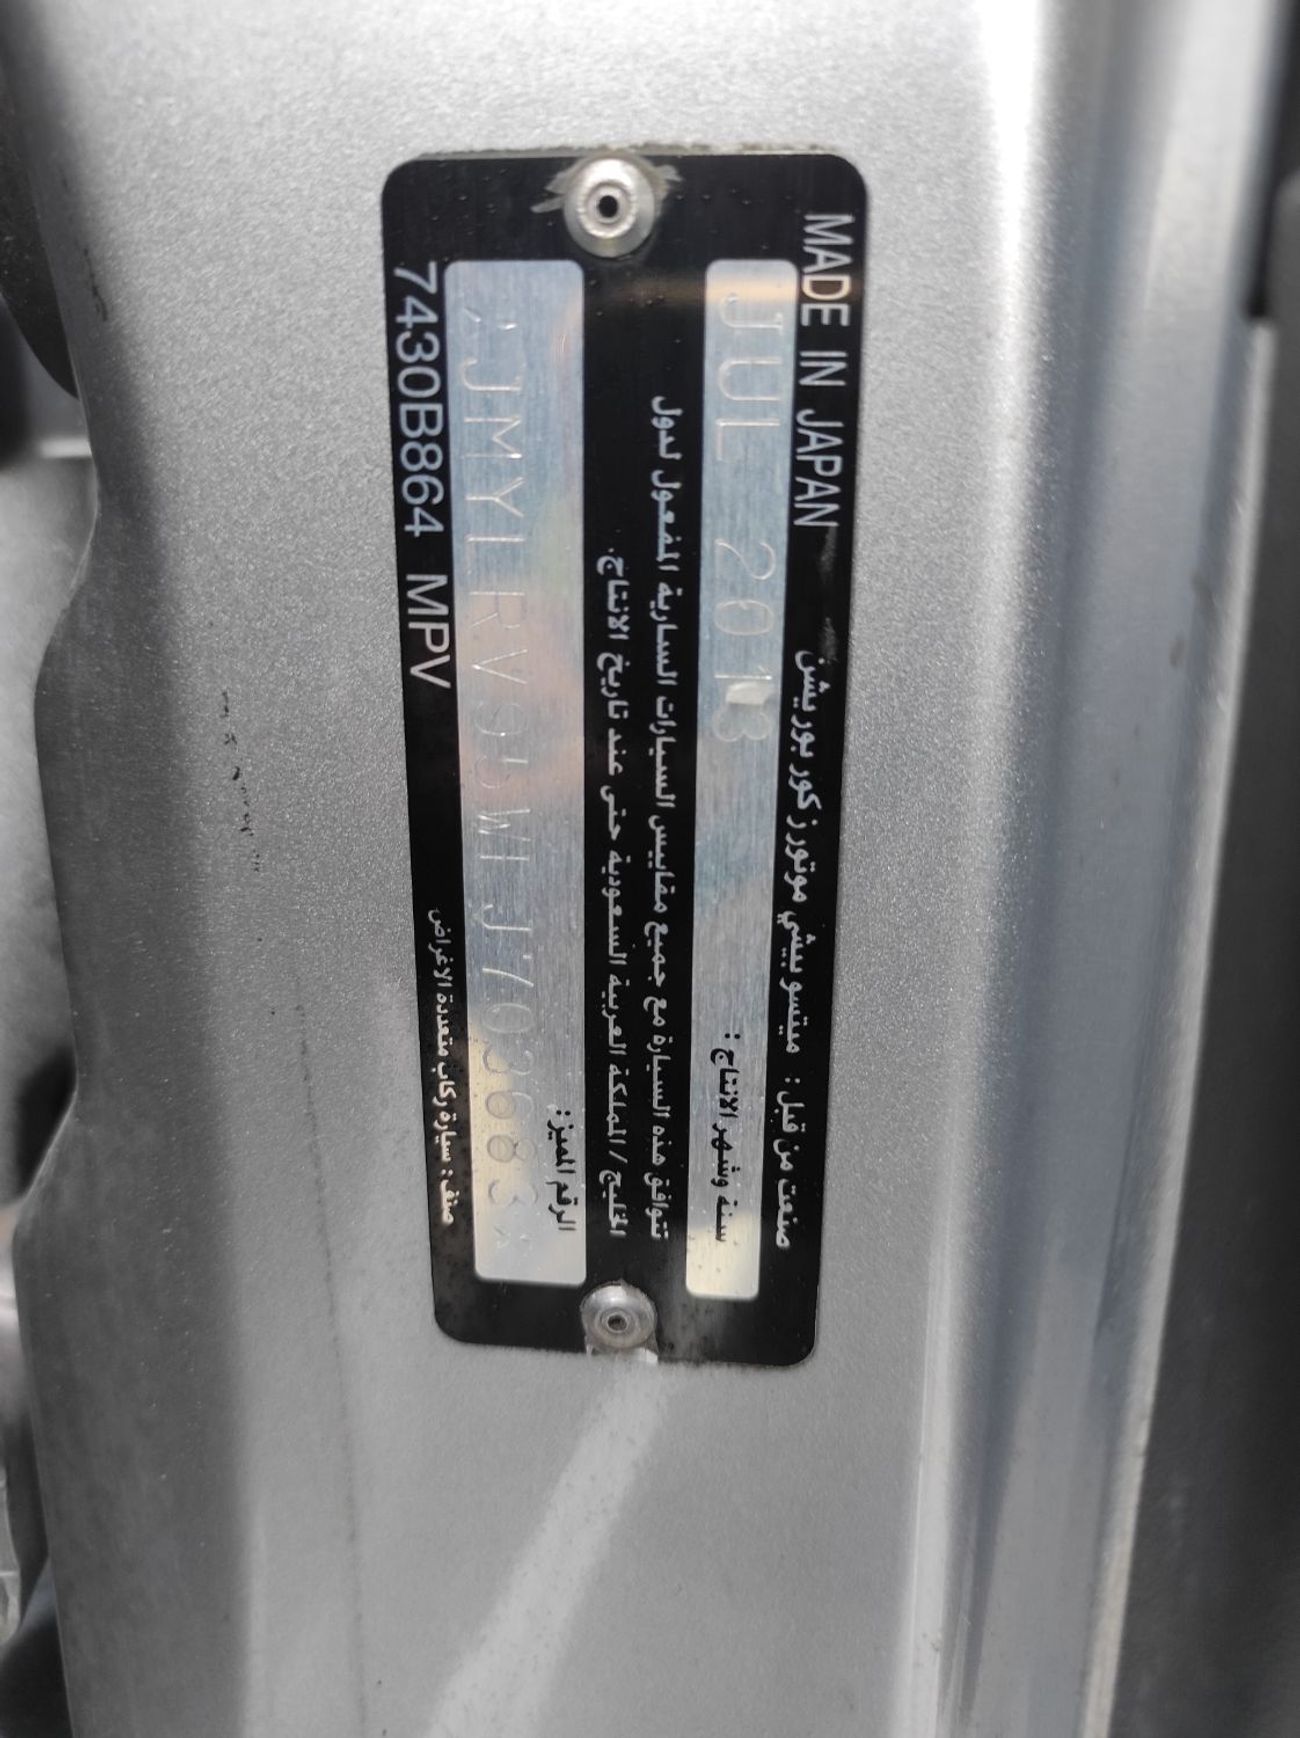 MADE IN JAPAN صنعت من قبل : ميتسوبيشي موتورز كوربوريشن
JUL 2013 سنة وشهر الانتاج :
تتوافق هذه السيارة مع جميع مقاييس السيارات السارية المفعول لدول
الخليج / المملكة العربية السعودية حتى عند تاريخ الانتاج.
الرقم المميز:
7430B864 MPV صنف : سيارة ركاب متعددة الاغراض